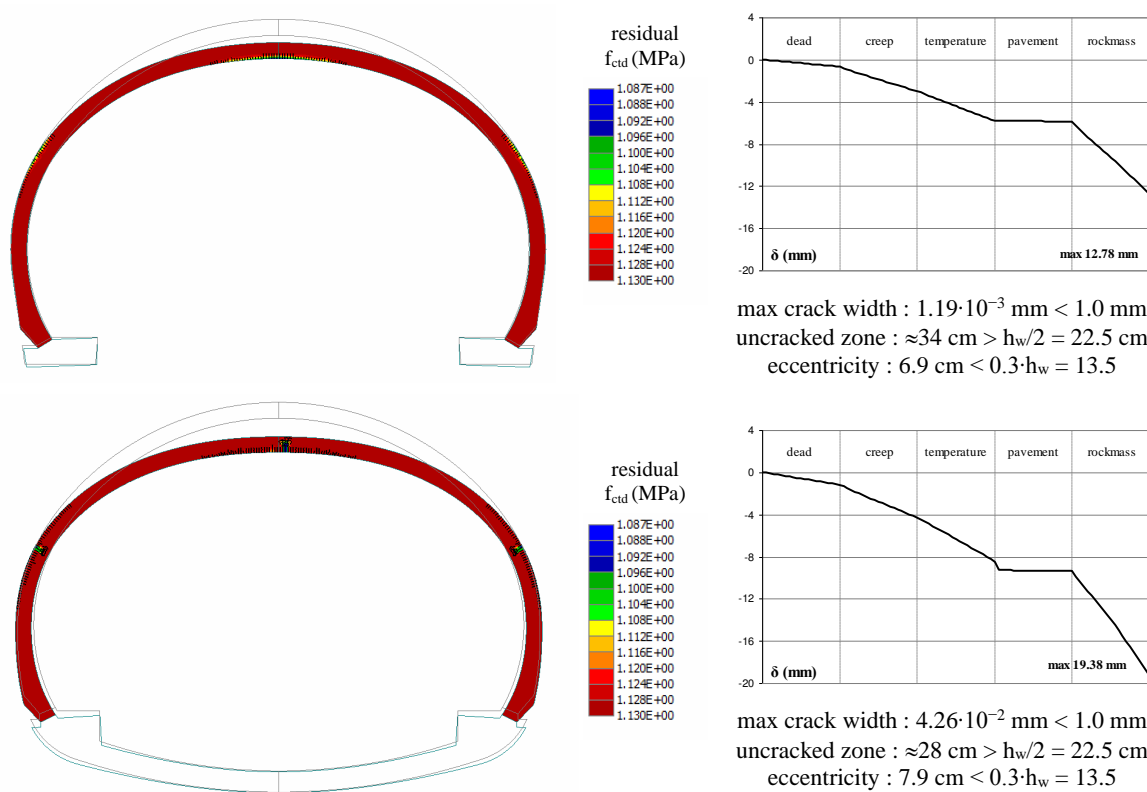 residual
f_ctd (MPa)
1.087E+00
1.088E+00
1.092E+00
1.096E+00
1.100E+00
1.104E+00
1.108E+00
1.112E+00
1.116E+00
1.120E+00
1.124E+00
1.128E+00
1.130E+00
4
0
-4
-8
-12
-16
-20
dead creep temperature pavement rockmass
δ (mm) max 12.78 mm
max crack width : 1.19·10⁻³ mm < 1.0 mm
uncracked zone : ≈34 cm > h_w/2 = 22.5 cm
eccentricity : 6.9 cm < 0.3·h_w = 13.5
residual
f_ctd (MPa)
1.087E+00
1.088E+00
1.092E+00
1.096E+00
1.100E+00
1.104E+00
1.108E+00
1.112E+00
1.116E+00
1.120E+00
1.124E+00
1.128E+00
1.130E+00
4
0
-4
-8
-12
-16
-20
dead creep temperature pavement rockmass
δ (mm) max 19.38 mm
max crack width : 4.26·10⁻² mm < 1.0 mm
uncracked zone : ≈28 cm > h_w/2 = 22.5 cm
eccentricity : 7.9 cm < 0.3·h_w = 13.5